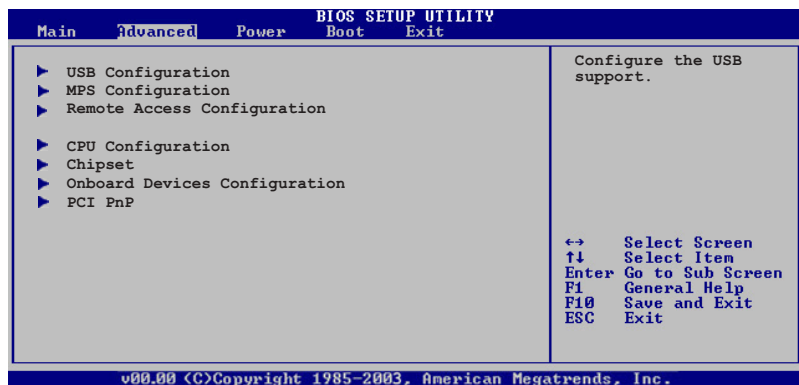 BIOS SETUP UTILITY
Main Advanced Power Boot Exit
USB Configuration
MPS Configuration
Remote Access Configuration
CPU Configuration
Chipset
Onboard Devices Configuration
PCI PnP
Configure the USB
support.
←→ Select Screen
↑↓ Select Item
Enter Go to Sub Screen
F1 General Help
F10 Save and Exit
ESC Exit
v00.00 (C)Copyright 1985-2003, American Megatrends, Inc.